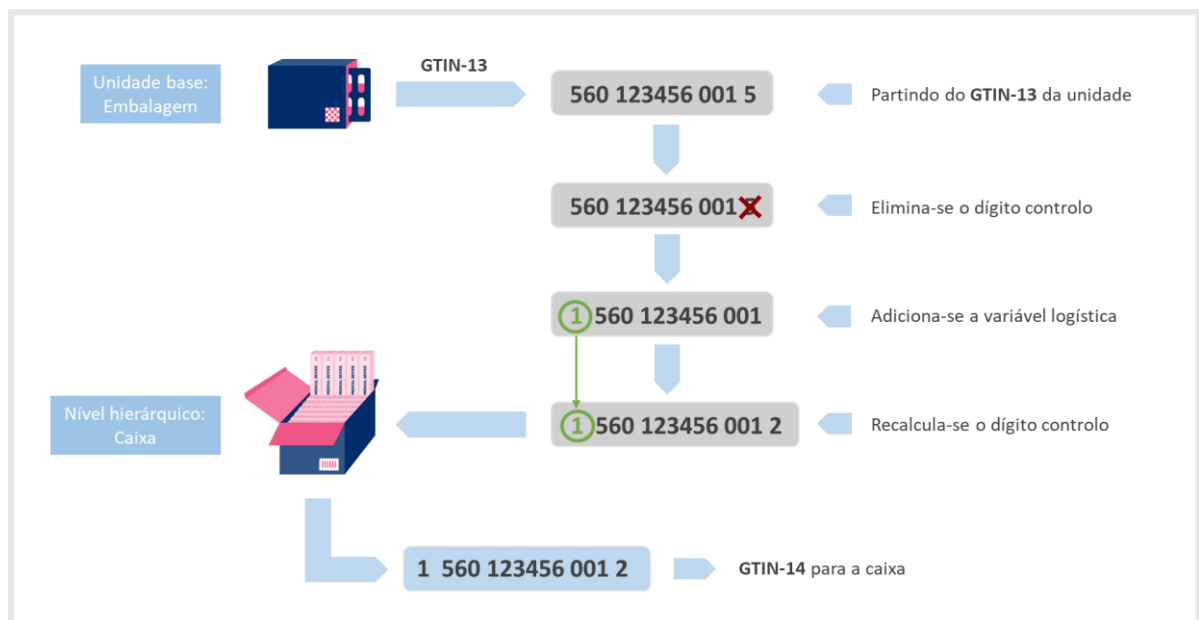 Unidade base:
Embalagem
GTIN-13
560 123456 001 5
Partindo do GTIN-13 da unidade
560 123456 001
Elimina-se o dígito controlo
1 560 123456 001
Adiciona-se a variável logística
Nível hierárquico:
Caixa
1 560 123456 001 2
Recalcula-se o dígito controlo
1 560 123456 001 2
GTIN-14 para a caixa